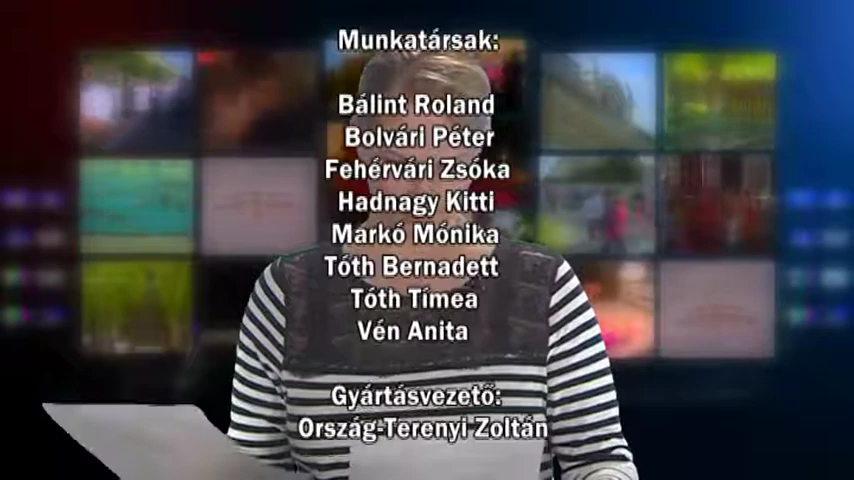 Munkatársak:
Bálint Roland
Bolvári Péter
Fehérvári Zsóka
Hadnagy Kitti
Markó Mónika
Tóth Bernadett
Tóth Tímea
Vén Anita
Gyártásvezető:
Ország-Terenyi Zoltán